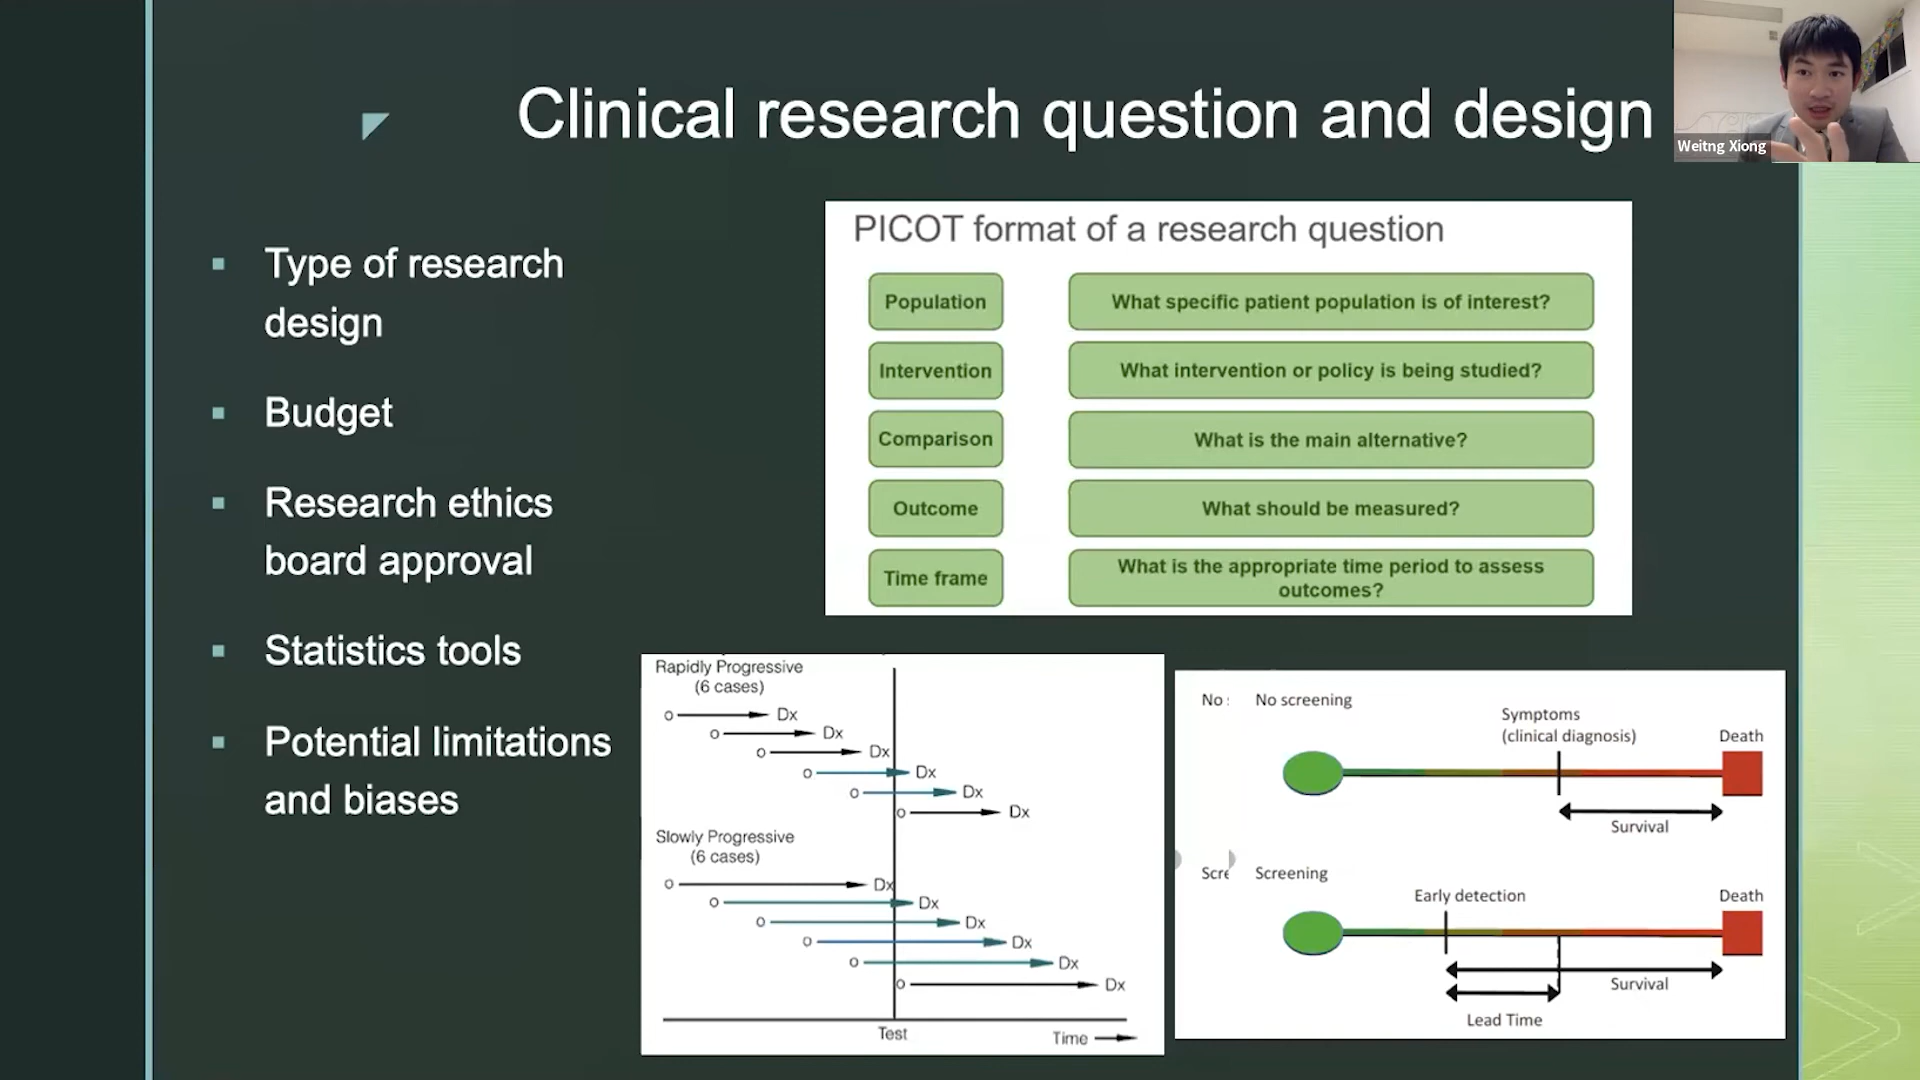 Clinical research question and design
Weitng Xiong
Type of research
design
Budget
Research ethics
board approval
Statistics tools
Potential limitations
and biases
PICOT format of a research question
Population
What specific patient population is of interest?
Intervention
What intervention or policy is being studied?
Comparison
What is the main alternative?
Outcome
What should be measured?
Time frame
What is the appropriate time period to assess
outcomes?
Rapidly Progressive
(6 cases)
o Dx
o Dx
o Dx
o Dx
o Dx
o Dx
Slowly Progressive
(6 cases)
o Dx
o Dx
o Dx
o Dx
o Dx
o Dx
Test
Time
No
No screening
Symptoms
(clinical diagnosis)
Death
Survival
Scre
Screening
Early detection
Death
Survival
Lead Time